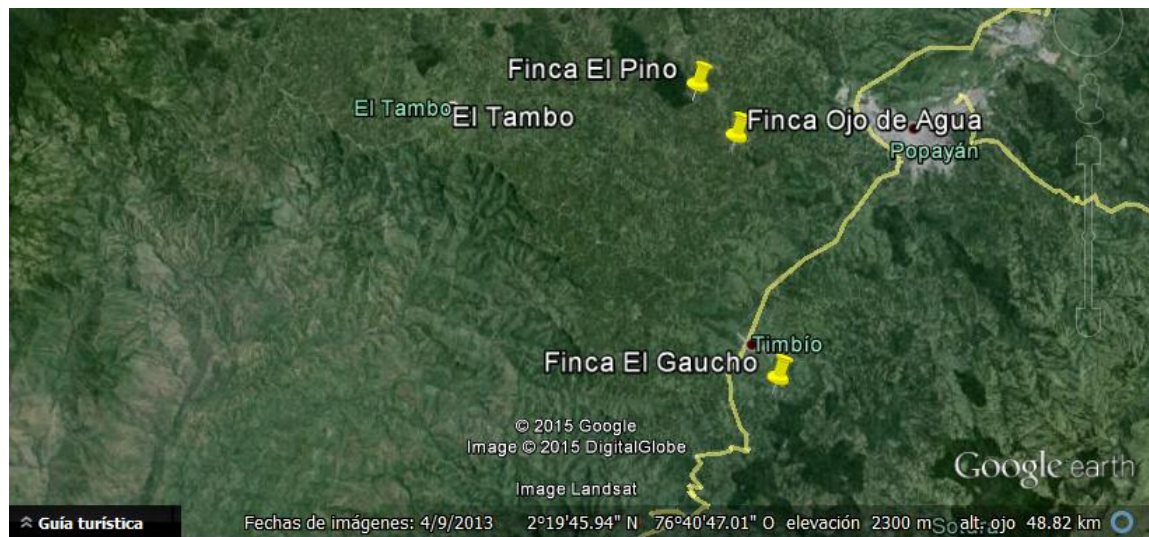 Finca El Pino
El Tambo
El Tambo
Finca Ojo de Agua
Popayán
Timbío
Finca El Gaucho
© 2015 Google
Image © 2015 DigitalGlobe
Image Landsat
Google earth
Guía turística
Fechas de imágenes: 4/9/2013 2°19'45.94" N 76°40'47.01" O elevación 2300 m alt. ojo 48.82 km
Sotará